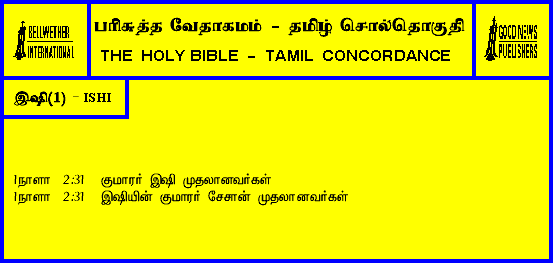 BELLWETHER
INTERNATIONAL
பரிசுத்த வேதாகமம் - தமிழ் சொல்தொகுதி
THE HOLY BIBLE - TAMIL CONCORDANCE
GOOD NEWS
PUBLISHERS
இஷி(1) - ISHI
1நாளா 2:31 குமாரர் இஷி முதலானவர்கள்
1நாளா 2:31 இஷியின் குமாரர் சேசான் முதலானவர்கள்